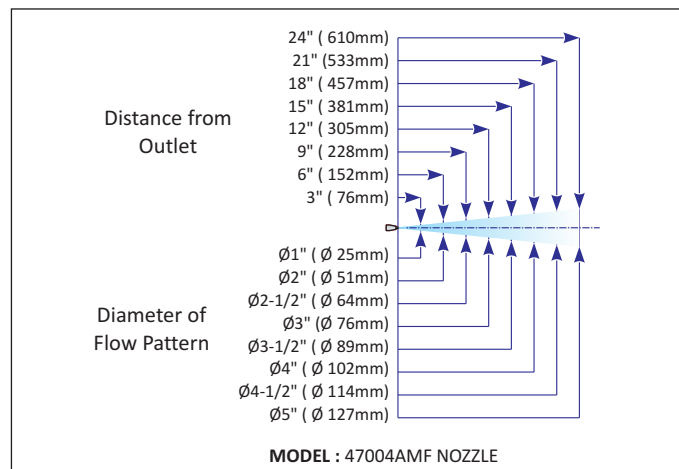 24" ( 610mm)
21" (533mm)
18" ( 457mm)
15" ( 381mm)
12" ( 305mm)
9" ( 228mm)
6" ( 152mm)
3" ( 76mm)
Distance from
Outlet
Ø1" ( Ø 25mm)
Ø2" ( Ø 51mm)
Ø2-1/2" ( Ø 64mm)
Ø3" (Ø 76mm)
Ø3-1/2" ( Ø 89mm)
Ø4" ( Ø 102mm)
Ø4-1/2" ( Ø 114mm)
Ø5" ( Ø 127mm)
Diameter of
Flow Pattern
MODEL : 47004AMF NOZZLE